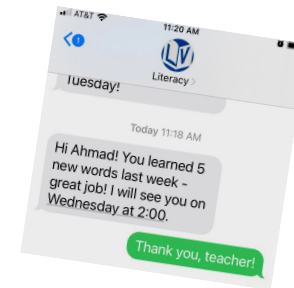 AT&T
11:20 AM
1
LV
Literacy
Tuesday!
Today 11:18 AM
Hi Ahmad! You learned 5
new words last week -
great job! I will see you on
Wednesday at 2:00.
Thank you, teacher!